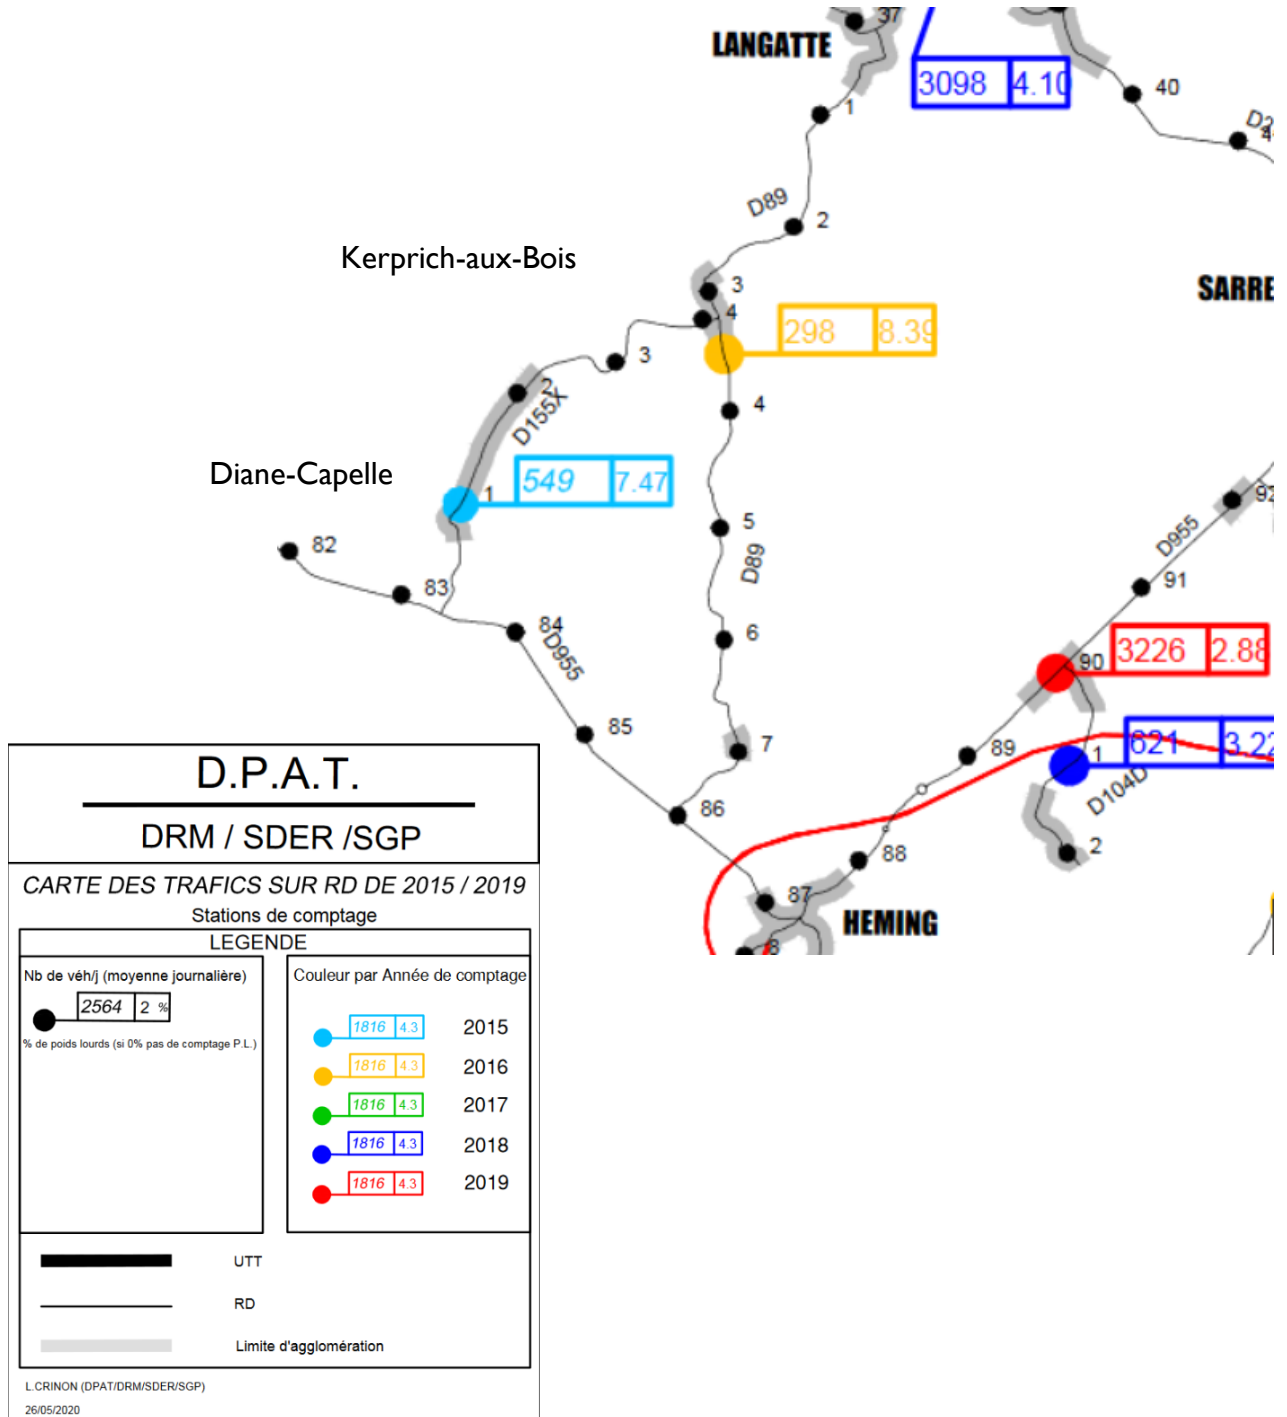 37
LANGATTE
3098 4.10
40
1
D2
4
D89
2
Kerprich-aux-Bois
3
SARRE
4
298 8.39
3
2
4
D155X
Diane-Capelle
549 7.47
1
92
5
D955
82
D89
83
91
84
6
D955
90
3226 2.88
85
7
89
1
621 3.22
D104D
86
88
2
87
HEMING
8
D.P.A.T.
DRM / SDER /SGP
CARTE DES TRAFICS SUR RD DE 2015 / 2019
Stations de comptage
LEGENDE
Nb de véh/j (moyenne journalière)
2564 2 %
% de poids lourds (si 0% pas de comptage P.L.)
Couleur par Année de comptage
1816 4.3 2015
1816 4.3 2016
1816 4.3 2017
1816 4.3 2018
1816 4.3 2019
UTT
RD
Limite d'agglomération
L.CRINON (DPAT/DRM/SDER/SGP)
26/05/2020